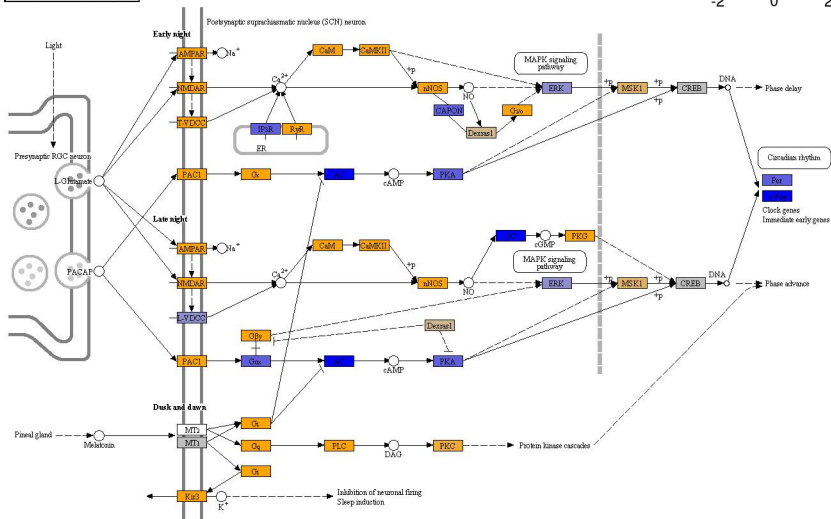 -2 0 2
Postsynaptic suprachiasmatic nucleus (SCN) neuron
Early night
Light
AMPAR Na+
CaM CaMKII
MAPK signaling
pathway
NMDAR
Ca2+
+p
nNOS
NO
ERK
+p
MSK1
+p
CREB
DNA
Phase delay
CAPON
T-VDCC
IP3R RyR
Dexras1
+p
ER
Presynaptic RGC neuron
Circadian rhythm
L-Glutamate
PAC1
Gs
cAMP
PKA
Per
Clock genes
Immediate early genes
Late night
AMPAR Na+
CaM CaMKII
cGMP
PKG
MAPK signaling
pathway
PACAP
NMDAR
Ca2+
+p
nNOS
NO
ERK
+p
MSK1
+p
CREB
DNA
Phase advance
+p
L-VDCC
Dexras1
Gβγ
PAC1
cAMP
PKA
Dusk and dawn
Pineal gland
Melatonin
MT2
MT1
Gi
Gq
PLC
DAG
PKC
Protein kinase cascades
Gi
Kir3
K+
Inhibition of neuronal firing
Sleep induction